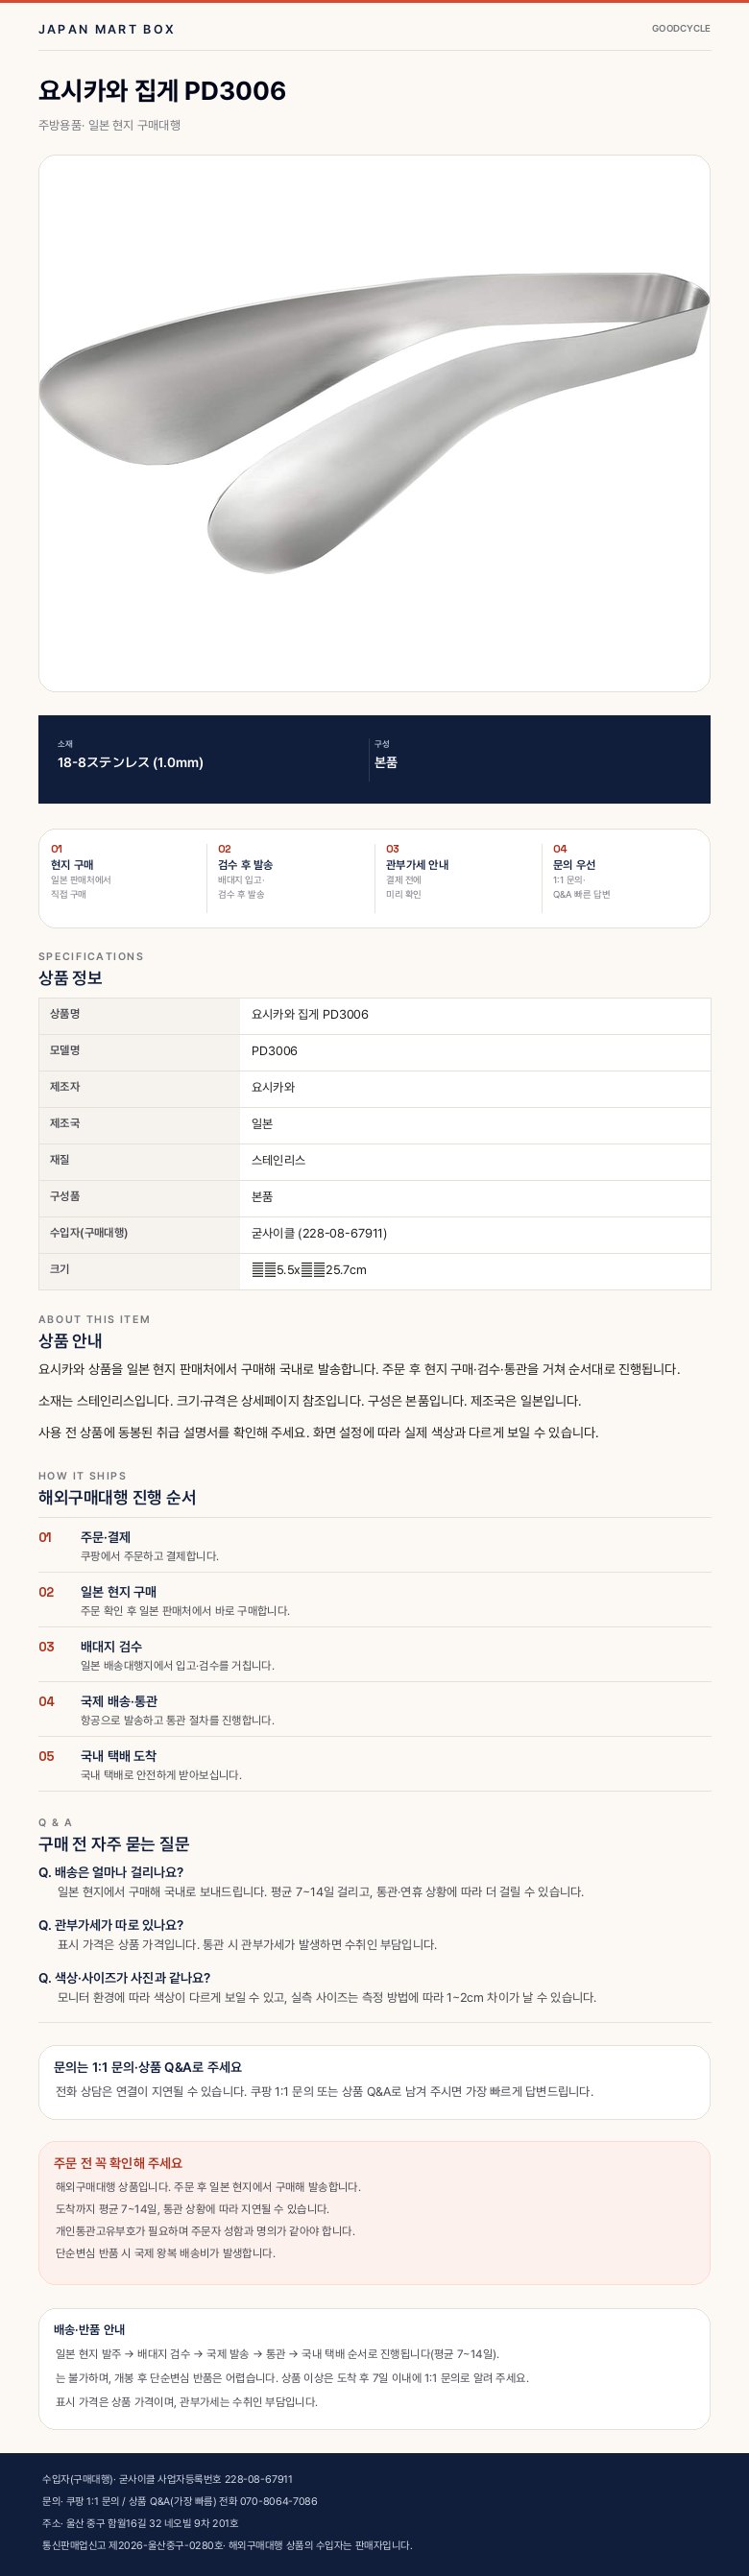 JAPAN MART BOX
GOODCYCLE
요시카와 집게 PD3006
주방용품· 일본 현지 구매대행
소재
18-8ステンレス (1.0mm)
구성
본품
01
현지 구매
일본 판매처에서
직접 구매
02
검수 후 발송
배대지 입고·
검수 후 발송
03
관부가세 안내
결제 전에
미리 확인
04
문의 우선
1:1 문의·
Q&A 빠른 답변
SPECIFICATIONS
상품 정보
상품명 요시카와 집게 PD3006
모델명 PD3006
제조자 요시카와
제조국 일본
재질 스테인리스
구성품 본품
수입자(구매대행) 굳사이클 (228-08-67911)
크기 5.5x 25.7cm
ABOUT THIS ITEM
상품 안내
요시카와 상품을 일본 현지 판매처에서 구매해 국내로 발송합니다. 주문 후 현지 구매·검수·통관을 거쳐 순서대로 진행됩니다.
소재는 스테인리스입니다. 크기·규격은 상세페이지 참조입니다. 구성은 본품입니다. 제조국은 일본입니다.
사용 전 상품에 동봉된 취급 설명서를 확인해 주세요. 화면 설정에 따라 실제 색상과 다르게 보일 수 있습니다.
HOW IT SHIPS
해외구매대행 진행 순서
01 주문·결제
쿠팡에서 주문하고 결제합니다.
02 일본 현지 구매
주문 확인 후 일본 판매처에서 바로 구매합니다.
03 배대지 검수
일본 배송대행지에서 입고·검수를 거칩니다.
04 국제 배송·통관
항공으로 발송하고 통관 절차를 진행합니다.
05 국내 택배 도착
국내 택배로 안전하게 받아보십니다.
Q & A
구매 전 자주 묻는 질문
Q. 배송은 얼마나 걸리나요?
일본 현지에서 구매해 국내로 보내드립니다. 평균 7~14일 걸리고, 통관·연휴 상황에 따라 더 걸릴 수 있습니다.
Q. 관부가세가 따로 있나요?
표시 가격은 상품 가격입니다. 통관 시 관부가세가 발생하면 수취인 부담입니다.
Q. 색상·사이즈가 사진과 같나요?
모니터 환경에 따라 색상이 다르게 보일 수 있고, 실측 사이즈는 측정 방법에 따라 1~2cm 차이가 날 수 있습니다.
문의는 1:1 문의·상품 Q&A로 주세요
전화 상담은 연결이 지연될 수 있습니다. 쿠팡 1:1 문의 또는 상품 Q&A로 남겨 주시면 가장 빠르게 답변드립니다.
주문 전 꼭 확인해 주세요
해외구매대행 상품입니다. 주문 후 일본 현지에서 구매해 발송합니다.
도착까지 평균 7~14일, 통관 상황에 따라 지연될 수 있습니다.
개인통관고유부호가 필요하며 주문자 성함과 명의가 같아야 합니다.
단순변심 반품 시 국제 왕복 배송비가 발생합니다.
배송·반품 안내
일본 현지 발주 → 배대지 검수 → 국제 발송 → 통관 → 국내 택배 순서로 진행됩니다(평균 7~14일).
는 불가하며, 개봉 후 단순변심 반품은 어렵습니다. 상품 이상은 도착 후 7일 이내에 1:1 문의로 알려 주세요.
표시 가격은 상품 가격이며, 관부가세는 수취인 부담입니다.
수입자(구매대행)· 굳사이클 사업자등록번호 228-08-67911
문의· 쿠팡 1:1 문의 / 상품 Q&A(가장 빠름) 전화 070-8064-7086
주소· 울산 중구 함월16길 32 네오빌 9차 201호
통신판매업신고 제2026-울산중구-0280호· 해외구매대행 상품의 수입자는 판매자입니다.